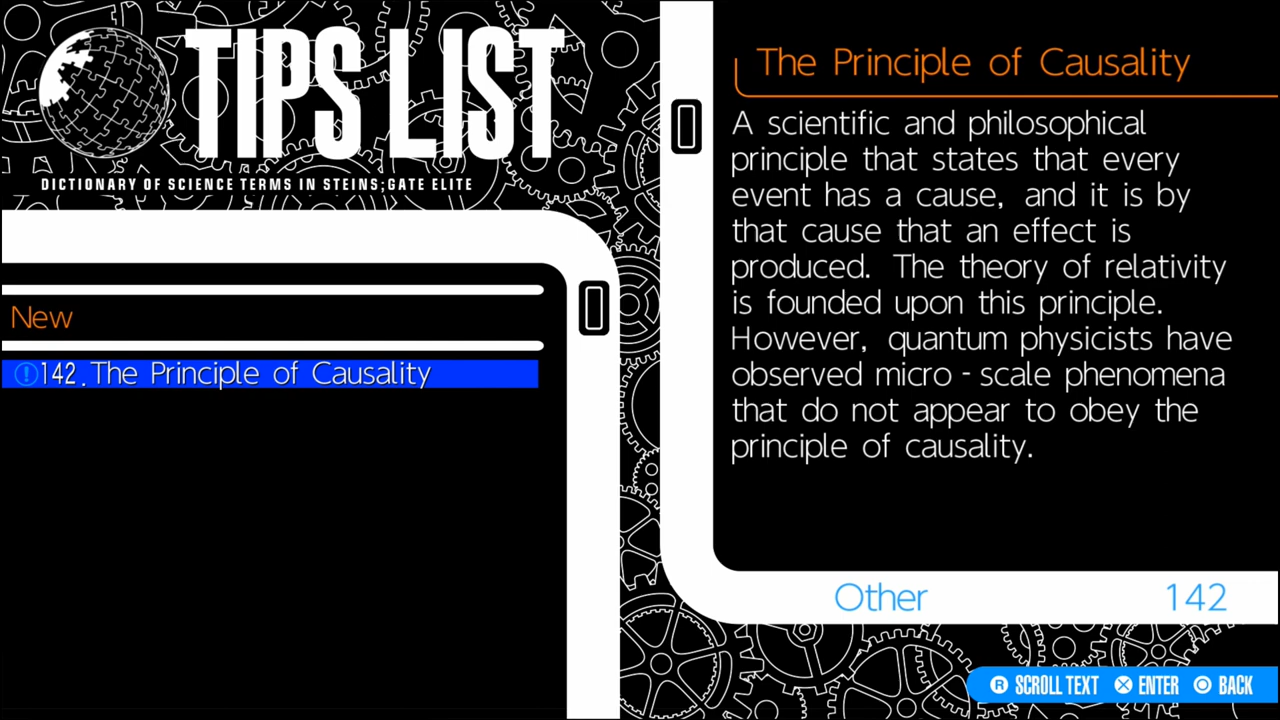 TIPS LIST
DICTIONARY OF SCIENCE TERMS IN STEINS;GATE ELITE
New
142.The Principle of Causality
The Principle of Causality
A scientific and philosophical
principle that states that every
event has a cause, and it is by
that cause that an effect is
produced. The theory of relativity
is founded upon this principle.
However, quantum physicists have
observed micro-scale phenomena
that do not appear to obey the
principle of causality.
Other 142
R SCROLL TEXT X ENTER O BACK